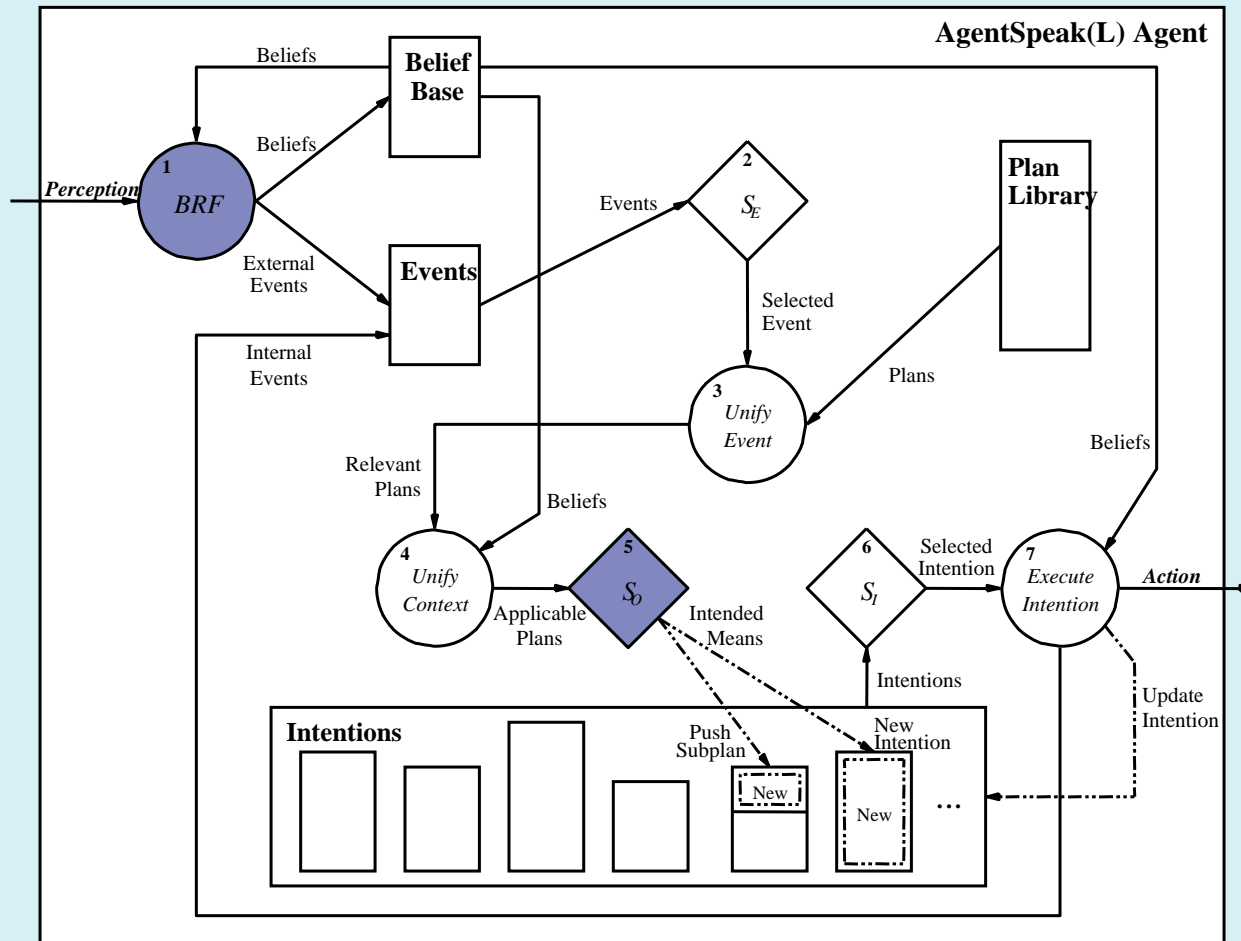 AgentSpeak(L) Agent
Beliefs
Belief
Base
Beliefs
1
BRF
Perception
2
S_E
Plan
Library
Events
External
Events
Events
Selected
Event
Internal
Events
Plans
3
Unify
Event
Beliefs
Relevant
Plans
Beliefs
4
Unify
Context
Applicable
Plans
5
S_O
Intended
Means
6
S_I
Selected
Intention
7
Execute
Intention
Action
Intentions
Update
Intention
Intentions
Push
Subplan
New
Intention
New
New
...